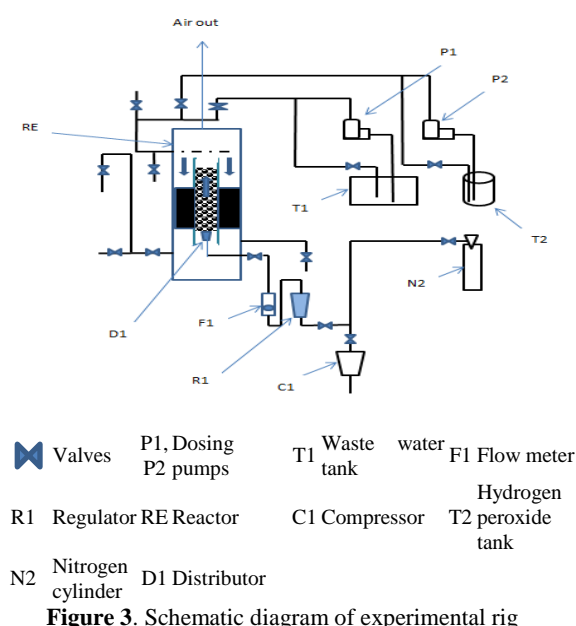 Air out
P1
P2
RE
T1
T2
N2
F1
D1
R1
C1
Valves P1, Dosing P2 pumps T1 Waste water tank F1 Flow meter
R1 Regulator RE Reactor C1 Compressor T2 Hydrogen peroxide tank
N2 Nitrogen cylinder D1 Distributor
Figure 3. Schematic diagram of experimental rig